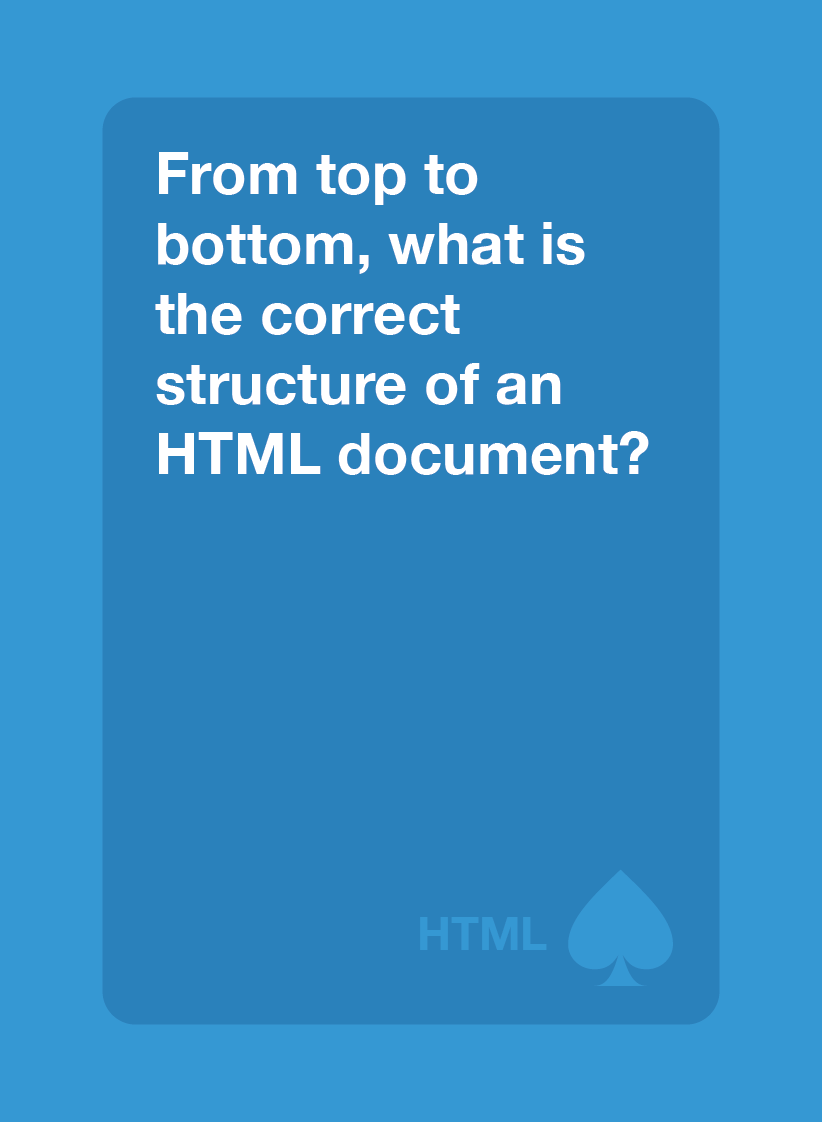 From top to
bottom, what is
the correct
structure of an
HTML document?
HTML